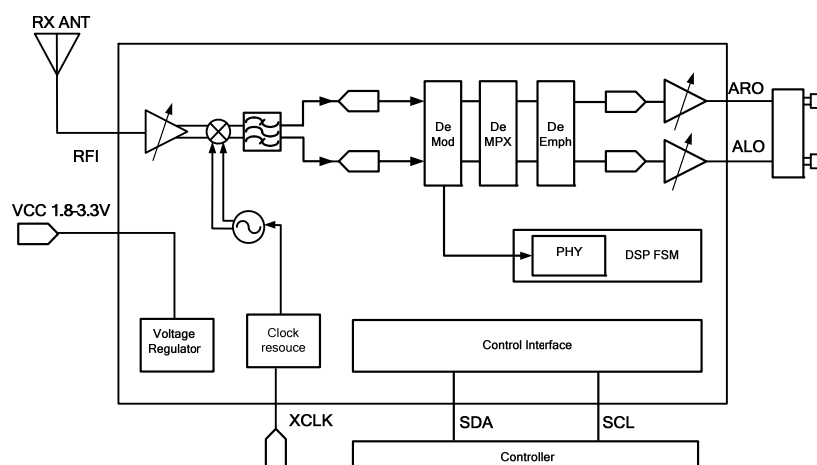 RX ANT
RFI
VCC 1.8-3.3V
De
Mod
De
MPX
De
Emph
ARO
ALO
PHY
DSP FSM
Voltage
Regulator
Clock
resouce
Control Interface
XCLK
SDA
SCL
Controller